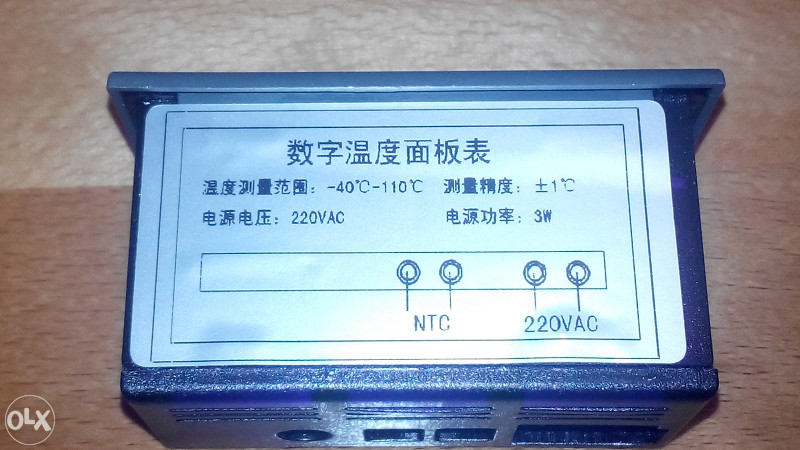 数字温度面板表
温度测量范围: -40℃-110℃ 测量精度: ±1℃
电源电压: 220VAC 电源功率: 3W
NTC 220VAC
OLX